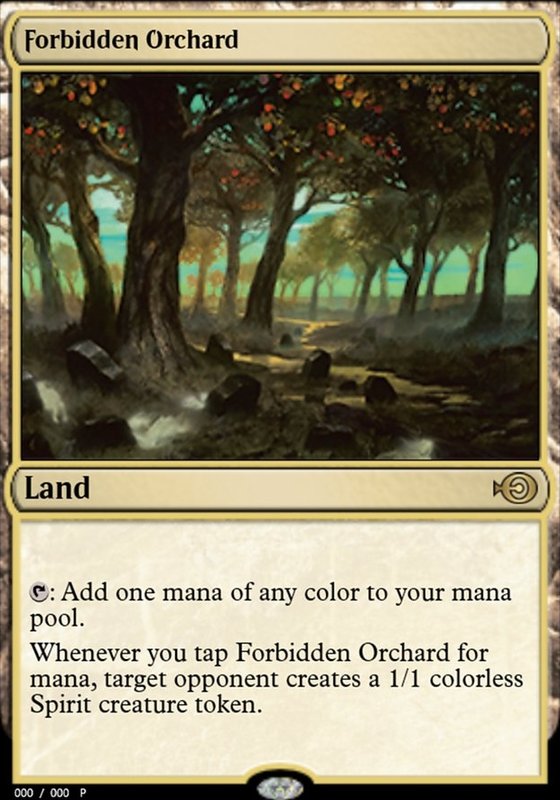 Forbidden Orchard
Land
: Add one mana of any color to your mana
pool.
Whenever you tap Forbidden Orchard for
mana, target opponent creates a 1/1 colorless
Spirit creature token.
000 / 000 P